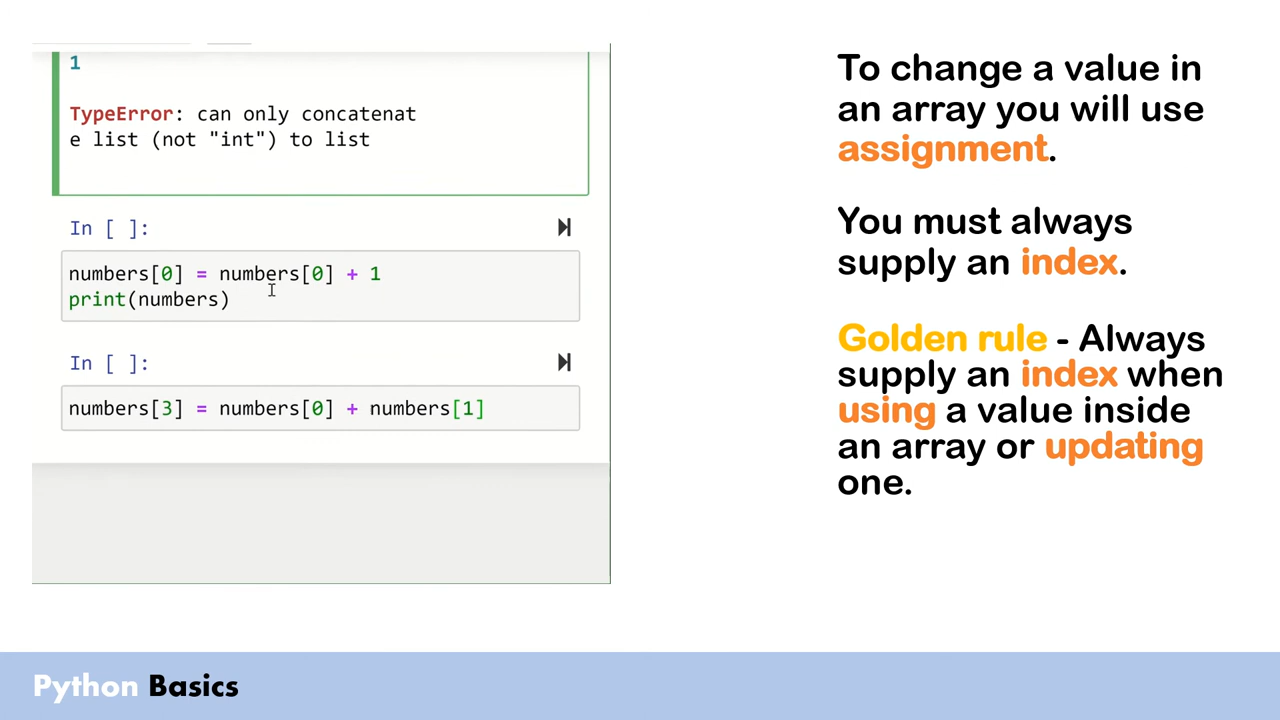 1
TypeError: can only concatenat
e list (not "int") to list
In [ ]:
numbers[0] = numbers[0] + 1
print(numbers)
In [ ]:
numbers[3] = numbers[0] + numbers[1]
To change a value in
an array you will use
assignment.
You must always
supply an index.
Golden rule - Always
supply an index when
using a value inside
an array or updating
one.
Python Basics